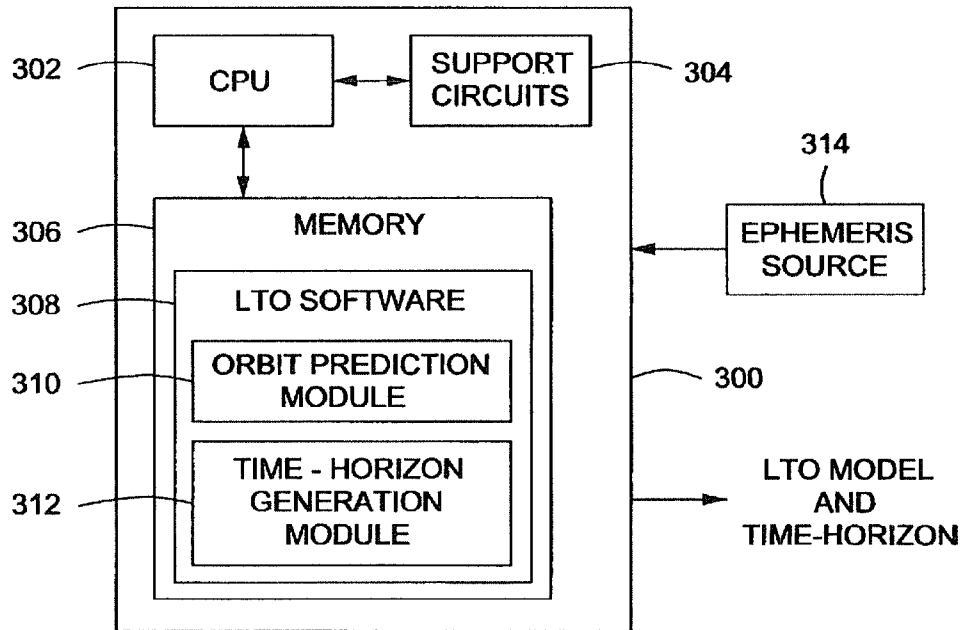 302
CPU
SUPPORT
CIRCUITS
304
314
306
MEMORY
EPHEMERIS
SOURCE
308
LTO SOFTWARE
310
ORBIT PREDICTION
MODULE
300
312
TIME - HORIZON
GENERATION
MODULE
LTO MODEL
AND
TIME-HORIZON